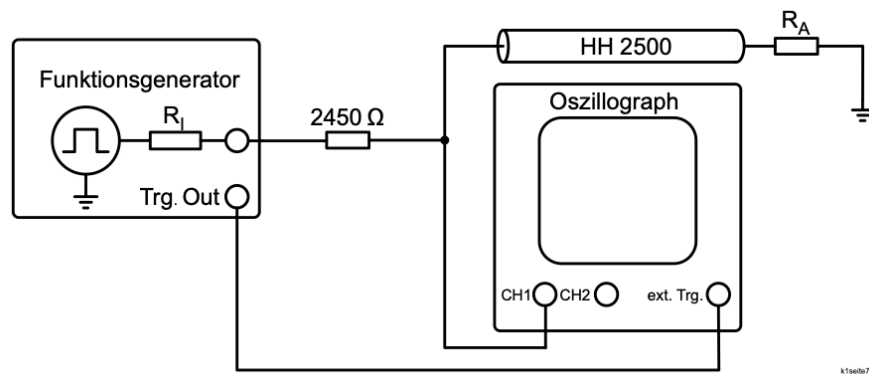 HH 2500
R_A
Funktionsgenerator
R_I
2450 Ω
Oszillograph
Trg. Out
CH1
CH2
ext. Trg.
k1seite7